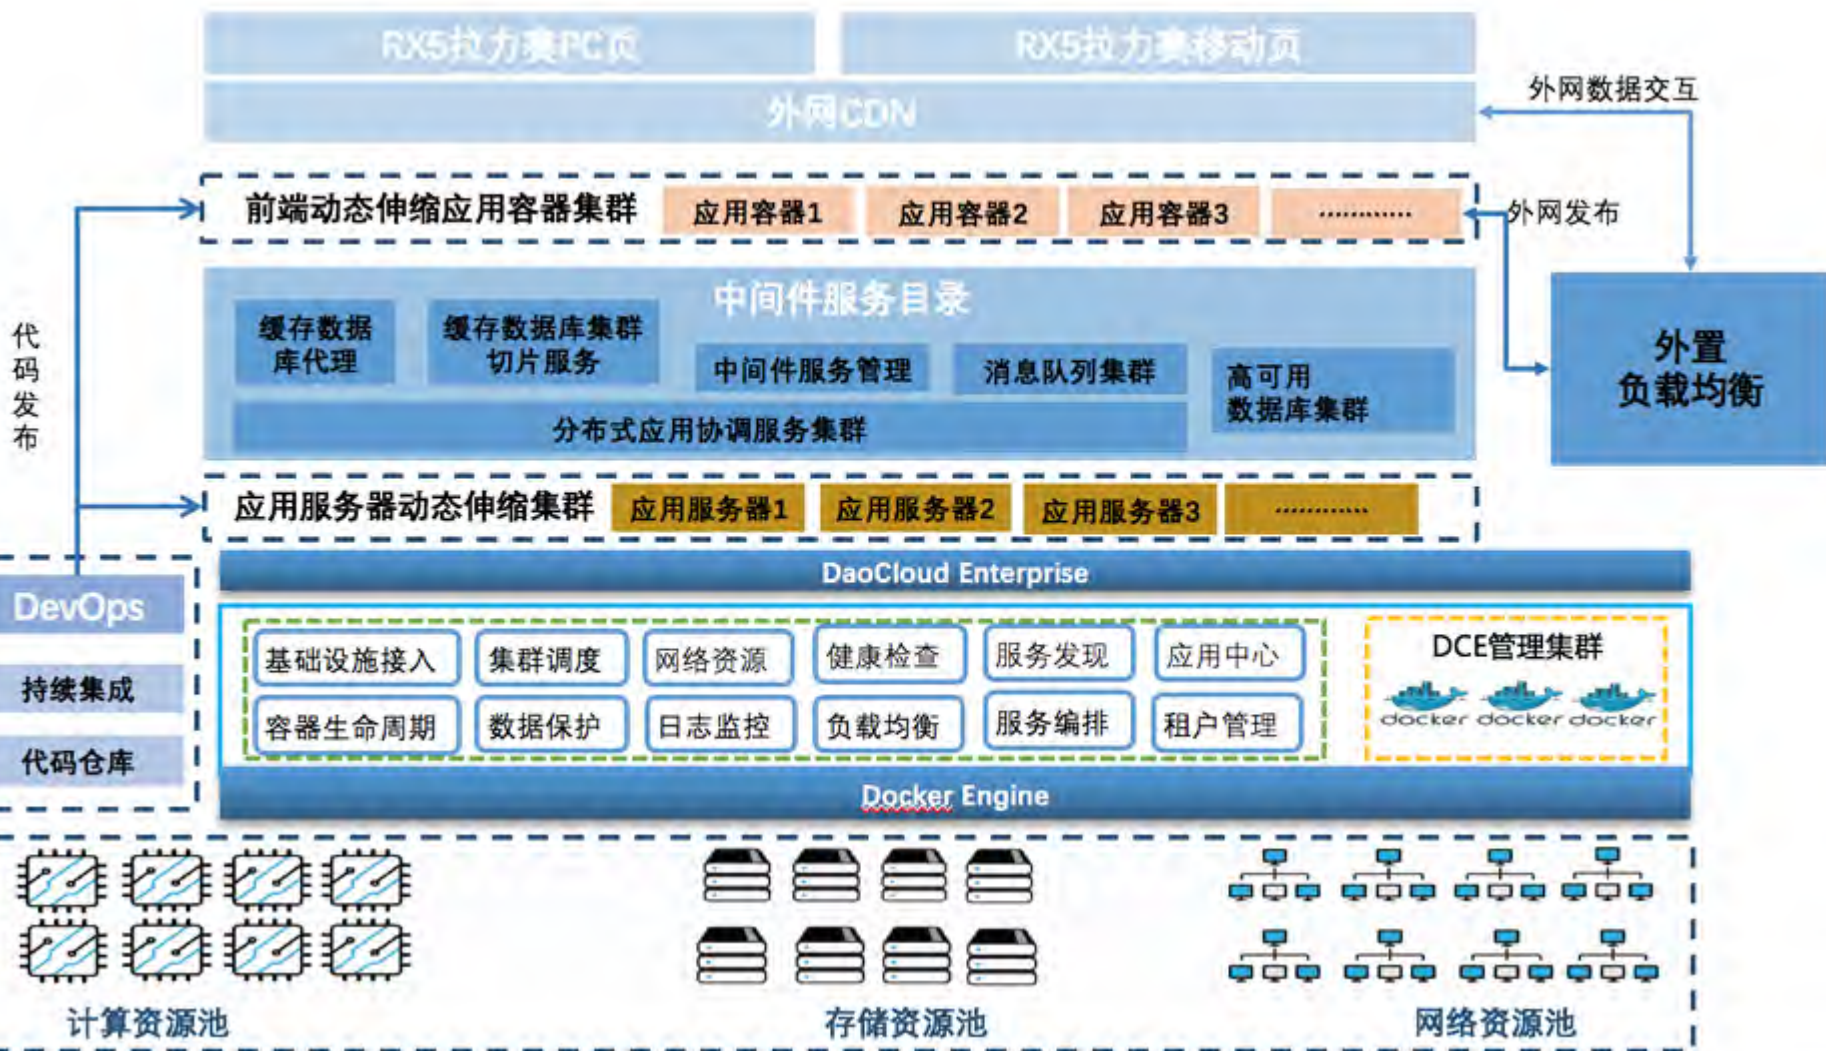 RX5拉力赛PC页
RX5拉力赛移动页
外网CDN
外网数据交互
前端动态伸缩应用容器集群
应用容器1
应用容器2
应用容器3
............
外网发布
中间件服务目录
缓存数据
库代理
缓存数据库集群
切片服务
中间件服务管理
消息队列集群
高可用
数据库集群
分布式应用协调服务集群
外置
负载均衡
代
码
发
布
应用服务器动态伸缩集群
应用服务器1
应用服务器2
应用服务器3
............
DaoCloud Enterprise
DevOps
持续集成
代码仓库
基础设施接入
集群调度
网络资源
健康检查
服务发现
应用中心
容器生命周期
数据保护
日志监控
负载均衡
服务编排
租户管理
DCE管理集群
docker docker docker
Docker Engine
计算资源池
存储资源池
网络资源池